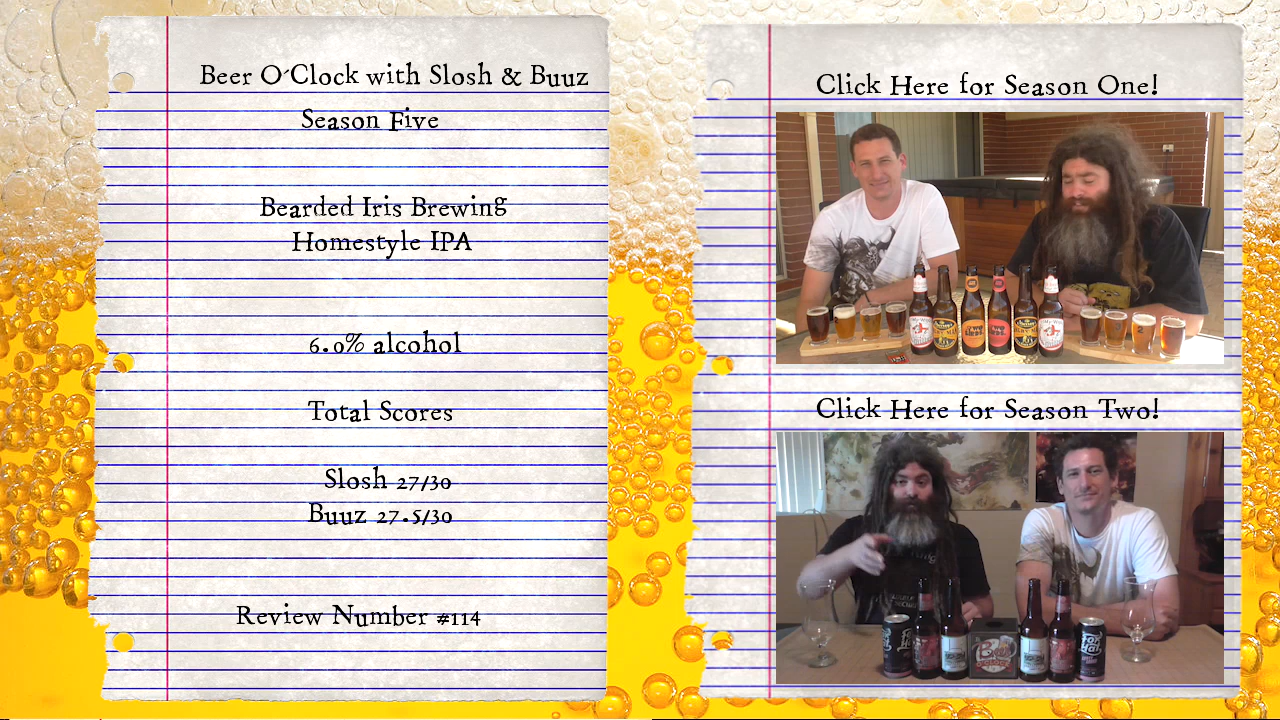 Beer O'Clock with Slosh & Buuz
Season Five
Bearded Iris Brewing
Homestyle IPA
6.0% alcohol
Total Scores
Slosh 27/30
Buuz 27.5/30
Review Number #114
Click Here for Season One!
Click Here for Season Two!